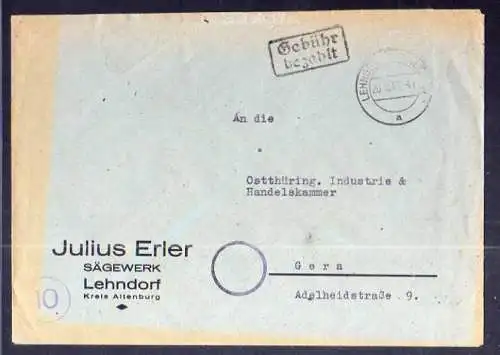 Gebühr
bezahlt
a
An die
Ostthüring. Industrie &
Handelskammer
Julius Erler
SÄGEWERK
Lehndorf
Kreis Altenburg
10
Gera
Adelheidstraße 9.